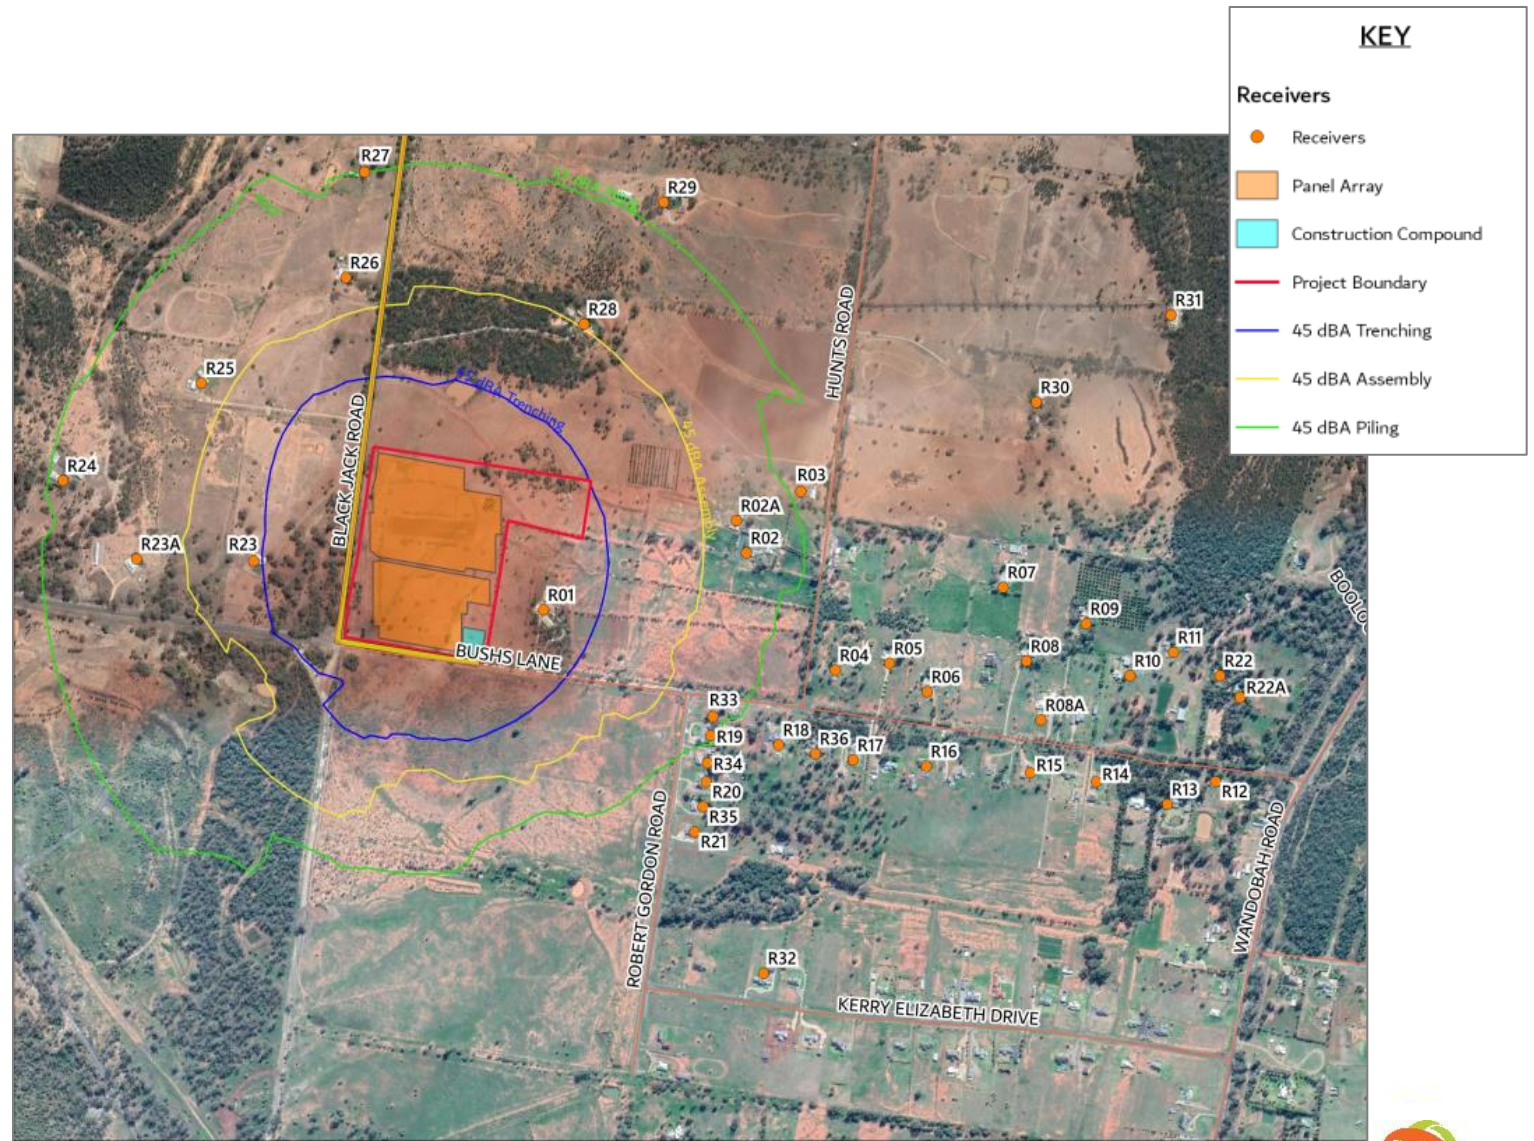 KEY
Receivers
Receivers
Panel Array
Construction Compound
Project Boundary
45 dBA Trenching
45 dBA Assembly
45 dBA Piling
R27
R29
R26
R28
R31
R25
45 dBA Trenching
HUNTS ROAD
R30
BLACK JACK ROAD
45 dBA Assembly
R24
R03
R02A
R23A
R23
R02
R07
R01
R09
R11
BUSHS LANE
R04
R05
R08
R10
R22
R06
R22A
R33
R08A
R19
R18
R36
R17
R16
R34
R15
R14
R20
R13
R12
R35
R21
ROBERT GORDON ROAD
WANDOBAH ROAD
R32
KERRY ELIZABETH DRIVE